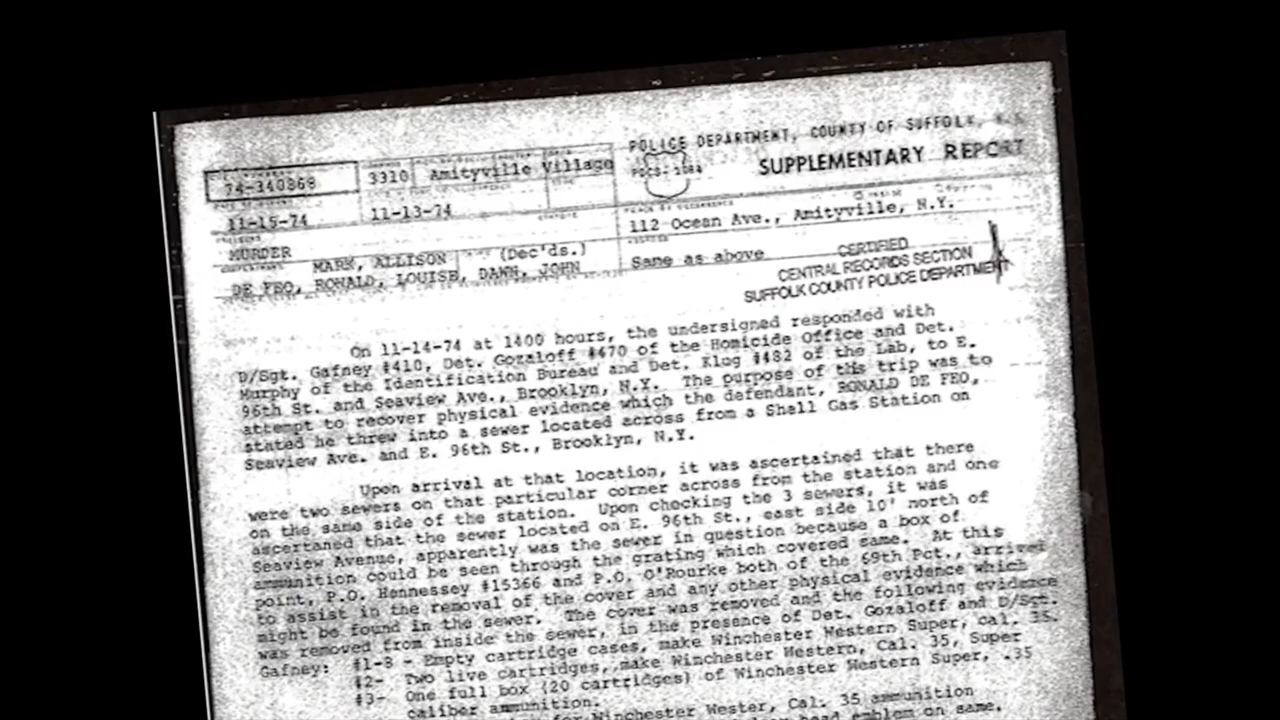 POLICE DEPARTMENT, COUNTY OF SUFFOLK, N.Y.
SUPPLEMENTARY REPORT
74-340868
3310
Amityville Village
11-15-74
11-13-74
112 Ocean Ave., Amityville, N.Y.
MURDER
MARK, ALLISON (Dec'ds.)
DE FEO, RONALD, LOUISE, DAWN, JOHN
Same as above
CERTIFIED
CENTRAL RECORDS SECTION
SUFFOLK COUNTY POLICE DEPARTMENT
On 11-14-74 at 1400 hours, the undersigned responded with
D/Sgt. Gafney #410, Det. Gozaloff #470 of the Homicide Office and Det.
Murphy of the Identification Bureau and Det. Klug #482 of the Lab, to E.
96th St. and Seaview Ave., Brooklyn, N.Y. The purpose of this trip was to
attempt to recover physical evidence which the defendant, RONALD DE FEO,
stated he threw into a sewer located across from a Shell Gas Station on
Seaview Ave. and E. 96th St., Brooklyn, N.Y.
Upon arrival at that location, it was ascertained that there
were two sewers on that particular corner across from the station and one
on the same side of the station. Upon checking the 3 sewers, it was
ascertaned that the sewer located on E. 96th St., east side 10' north of
Seaview Avenue, apparently was the sewer in question because a box of
ammunition could be seen through the grating which covered same. At this
point, P.O. Hennessey #15366 and P.O. O'Rourke both of the 69th Pct., arrived
to assist in the removal of the cover and any other physical evidence which
might be found in the sewer. The cover was removed and the following evidence
was removed from inside the sewer, in the presence of Det. Gozaloff and D/Sgt.
Gafney: #1-8 - Empty cartridge cases, make Winchester Western Super, cal. 35.
#2- Two live cartridges, make Winchester Western, Cal. 35, Super
#3- One full box (20 cartridges) of Winchester Western Super, .35
caliber ammunition.
for Winchester Wester, Cal. 35 ammunition
head emblem on same.